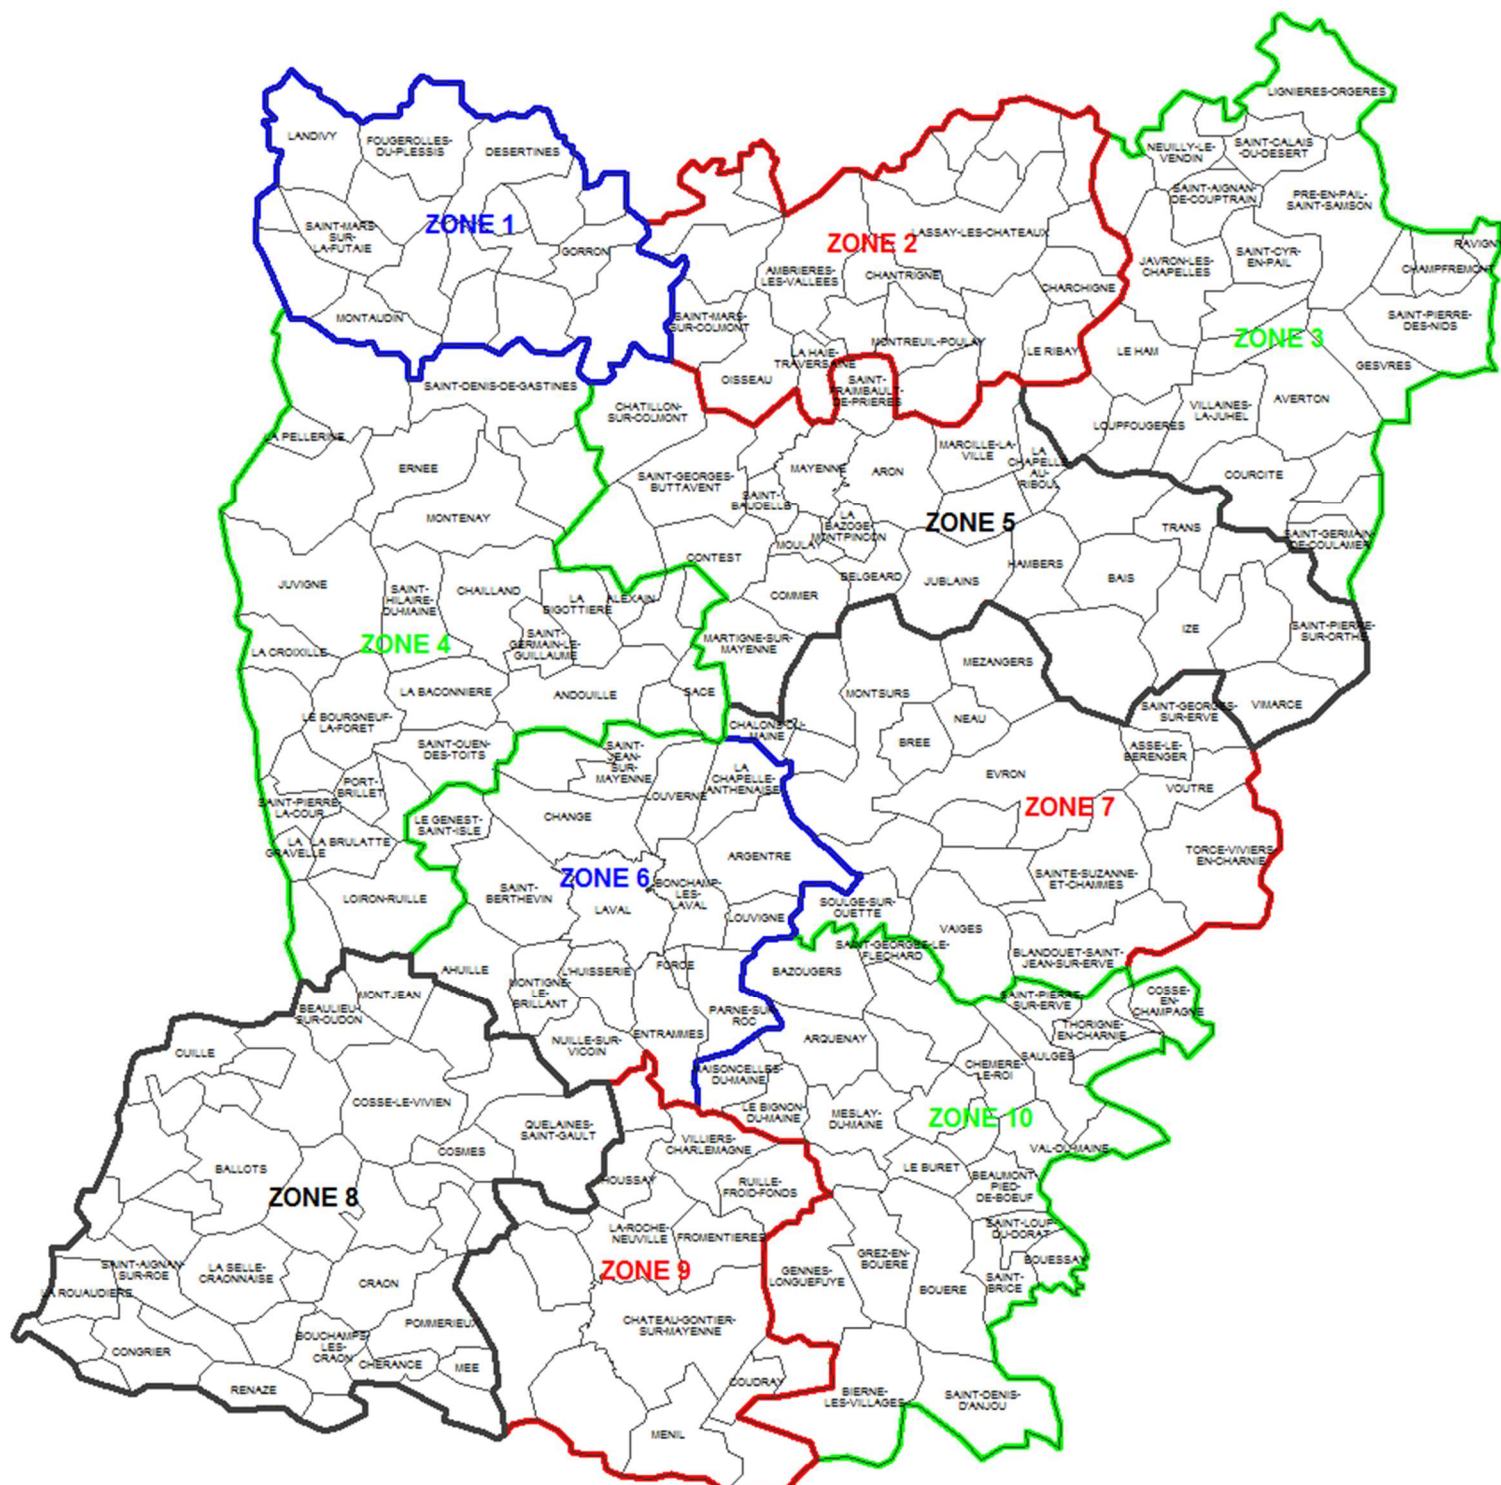 LIGNIERES-ORGERES
LANDIVY
FOUGEROLLES-
DU-PLESSIS
DESERTINES
NEUILLY-LE-
VENDIN
SAINT-CALAIS
-DU-DESERT
SAINT-AIGNAN-
DE-COUPTRAIN
PRE-EN-PAIL-
SAINT-SAMSON
SAINT-MARS-
SUR-
LA-FUTAIE
ZONE 1
GORRON
ZONE 2
LASSAY-LES-CHATEAUX
RAVIGNY
AMBRIERES-
LES-VALLEES
CHANTRIGNE
CHARCHIGNE
JAVRON-LES-
CHAPELLES
SAINT-CYR-
EN-PAIL
CHAMPFREMONT
MONTAUDIN
SAINT-MARS-
SUR-COLMONT
SAINT-PIERRE-
DES-NIDS
ZONE 3
LA HAIE-
TRAVERSAINE
MONTREUIL-POULAY
LE RIBAY
LE HAM
GESVRES
OISSEAU
SAINT-
FRAIMBAULT-
DE-PRIERES
SAINT-DENIS-DE-GASTINES
CHATILLON-
SUR-COLMONT
VILLAINES-
LA-JUHEL
AVERTON
LOUPFOUGERES
LA PELLERINE
ERNEE
MARCILLE-LA-
VILLE
LA
CHAPELLE-
AU-
RIBOUL
SAINT-GEORGES-
BUTTAVENT
MAYENNE
ARON
COURCITE
SAINT-
BAUDELLE
MONTENAY
LA
BAZOGE-
MONTPINCON
ZONE 5
TRANS
SAINT-GERMAIN-
DE-COULAMER
MOULAY
CONTEST
JUVIGNE
SAINT-
HILAIRE-
DU-MAINE
CHAILLAND
LA
BIGOTTIERE
ALEXAIN
COMMER
BELGEARD
JUBLAINS
HAMBERS
BAIS
IZE
SAINT-PIERRE-
SUR-ORTHE
LA CROIXILLE
ZONE 4
SAINT-
GERMAIN-LE-
GUILLAUME
MARTIGNE-SUR-
MAYENNE
MEZANGERS
LA BACONNIERE
ANDOUILLE
SACE
MONTSURS
SAINT-GEORGES-
SUR-ERVE
VIMARCE
LE BOURGNEUF-
LA-FORET
CHALONS-DU-
MAINE
NEAU
BREE
SAINT-OUEN-
DES-TOITS
SAINT-
JEAN-
SUR-
MAYENNE
ASSE-LE-
BERENGER
EVRON
LA
CHAPELLE-
ANTHENAISE
VOUTRE
PORT-
BRILLET
LOUVERNE
ZONE 7
SAINT-PIERRE-
LA-COUR
LE GENEST-
SAINT-ISLE
CHANGE
LA
GRAVELLE
LA BRULATTE
ARGENTRE
TORCE-VIVIERS-
EN-CHARNIE
SAINTE-SUZANNE-
ET-CHAMMES
ZONE 6
SAINT-
BERTHEVIN
LAVAL
BONCHAMP-
LES-
LAVAL
LOIRON-RUILLE
SOULGE-SUR-
OUETTE
LOUVIGNE
VAIGES
SAINT-GEORGES-LE-
FLECHARD
BLANDOUET-SAINT-
JEAN-SUR-ERVE
BAZOUGERS
AHUILLE
L'HUISSERIE
FORCE
MONTJEAN
MONTIGNE-
LE-
BRILLANT
BEAULIEU-
SUR-OUDON
PARNE-SUR-
ROC
SAINT-PIERRE-
SUR-ERVE
COSSE-
EN-
CHAMPAGNE
THORIGNE-
EN-CHARNIE
ENTRAMMES
NUILLE-SUR-
VICOIN
ARQUENAY
CUILLE
SAULGES
CHEMERE-
LE-ROI
MAISONCELLES-
DU-MAINE
COSSE-LE-VIVIEN
LE BIGNON-
DU-MAINE
MESLAY-
DU-MAINE
ZONE 10
QUELAINES-
SAINT-GAULT
VILLIERS-
CHARLEMAGNE
VAL-DU-MAINE
COSMES
BALLOTS
LE BURET
HOUSSAY
RUILLE-
FROID-FONDS
BEAUMONT-
PIED-
DE-BOEUF
ZONE 8
LA-ROCHE-
NEUVILLE
FROMENTIERES
SAINT-LOUP-
DU-DORAT
SAINT-AIGNAN-
SUR-ROE
LA SELLE-
CRAONNAISE
CRAON
ZONE 9
GENNES-
LONGUEFUYE
GREZ-EN-
BOUERE
BOUESSAY
LA ROUAUDIERE
BOUERE
SAINT-
BRICE
CHATEAU-GONTIER-
SUR-MAYENNE
POMMERIEUX
CONGRIER
BOUCHAMPS-
LES-
CRAON
CHERANCE
MEE
RENAZE
COUDRAY
BIERNE-
LES-VILLAGES
SAINT-DENIS-
D'ANJOU
MENIL